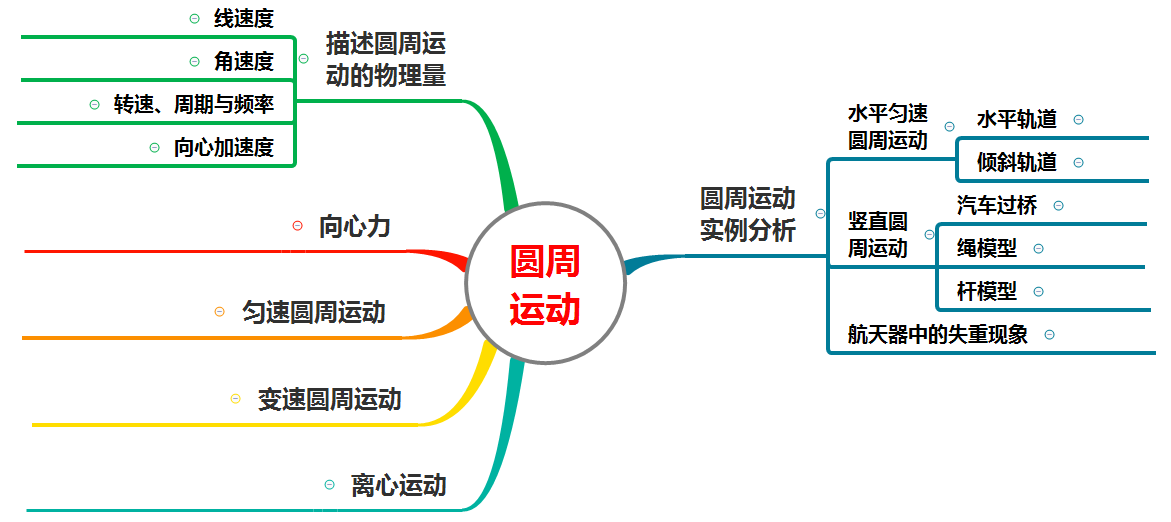 圆周
运动
描述圆周运
动的物理量
线速度
角速度
转速、周期与频率
向心加速度
向心力
匀速圆周运动
变速圆周运动
离心运动
圆周运动
实例分析
水平匀速
圆周运动
水平轨道
倾斜轨道
竖直圆
周运动
汽车过桥
绳模型
杆模型
航天器中的失重现象